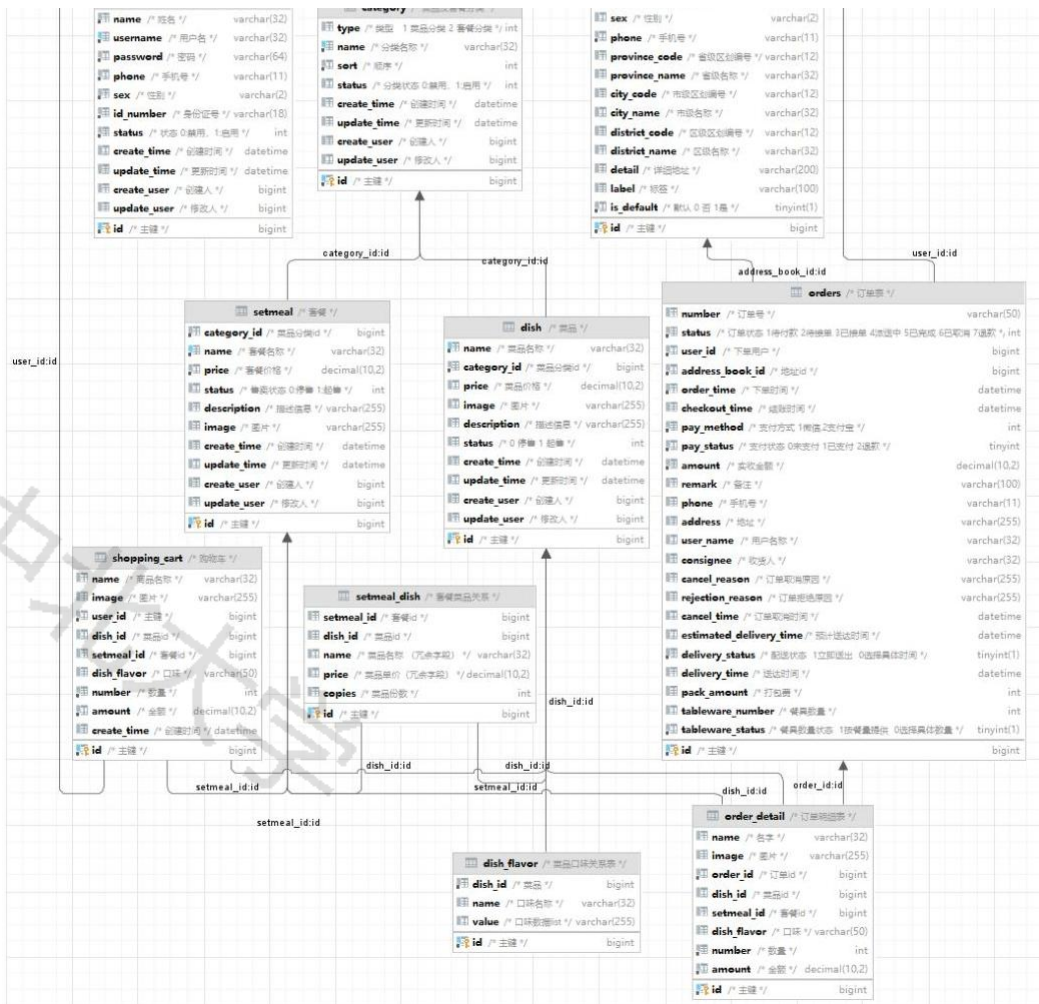 name /* 姓名 */ varchar(32)
username /* 用户名 */ varchar(32)
password /* 密码 */ varchar(64)
phone /* 手机号 */ varchar(11)
sex /* 性别 */ varchar(2)
id_number /* 身份证号 */ varchar(18)
status /* 状态 0:禁用，1:启用 */ int
create_time /* 创建时间 */ datetime
update_time /* 更新时间 */ datetime
create_user /* 创建人 */ bigint
update_user /* 修改人 */ bigint
id /* 主键 */ bigint
category /* 菜品及套餐分类 */
type /* 类型 1 菜品分类 2 套餐分类 */ int
name /* 分类名称 */ varchar(32)
sort /* 顺序 */ int
status /* 分类状态 0:禁用，1:启用 */ int
create_time /* 创建时间 */ datetime
update_time /* 更新时间 */ datetime
create_user /* 创建人 */ bigint
update_user /* 修改人 */ bigint
id /* 主键 */ bigint
sex /* 性别 */ varchar(2)
phone /* 手机号 */ varchar(11)
province_code /* 省级区划编号 */ varchar(12)
province_name /* 省级名称 */ varchar(32)
city_code /* 市级区划编号 */ varchar(12)
city_name /* 市级名称 */ varchar(32)
district_code /* 区级区划编号 */ varchar(12)
district_name /* 区级名称 */ varchar(32)
detail /* 详细地址 */ varchar(200)
label /* 标签 */ varchar(100)
is_default /* 默认 0 否 1是 */ tinyint(1)
id /* 主键 */ bigint
category_id:id
category_id:id
address_book_id:id
user_id:id
user_id:id
setmeal /* 套餐 */
category_id /* 菜品分类id */ bigint
name /* 套餐名称 */ varchar(32)
price /* 套餐价格 */ decimal(10,2)
status /* 售卖状态 0:停售 1:起售 */ int
description /* 描述信息 */ varchar(255)
image /* 图片 */ varchar(255)
create_time /* 创建时间 */ datetime
update_time /* 更新时间 */ datetime
create_user /* 创建人 */ bigint
update_user /* 修改人 */ bigint
id /* 主键 */ bigint
dish /* 菜品 */
name /* 菜品名称 */ varchar(32)
category_id /* 菜品分类id */ bigint
price /* 菜品价格 */ decimal(10,2)
image /* 图片 */ varchar(255)
description /* 描述信息 */ varchar(255)
status /* 0 停售 1 起售 */ int
create_time /* 创建时间 */ datetime
update_time /* 更新时间 */ datetime
create_user /* 创建人 */ bigint
update_user /* 修改人 */ bigint
id /* 主键 */ bigint
orders /* 订单表 */
number /* 订单号 */ varchar(50)
status /* 订单状态 1待付款 2待接单 3已接单 4派送中 5已完成 6已取消 7退款 */ int
user_id /* 下单用户 */ bigint
address_book_id /* 地址id */ bigint
order_time /* 下单时间 */ datetime
checkout_time /* 结账时间 */ datetime
pay_method /* 支付方式 1微信,2支付宝 */ int
pay_status /* 支付状态 0未支付 1已支付 2退款 */ tinyint
amount /* 实收金额 */ decimal(10,2)
remark /* 备注 */ varchar(100)
phone /* 手机号 */ varchar(11)
address /* 地址 */ varchar(255)
user_name /* 用户名称 */ varchar(32)
consignee /* 收货人 */ varchar(32)
cancel_reason /* 订单取消原因 */ varchar(255)
rejection_reason /* 订单拒绝原因 */ varchar(255)
cancel_time /* 订单取消时间 */ datetime
estimated_delivery_time /* 预计送达时间 */ datetime
delivery_status /* 配送状态 1立即送出 0选择具体时间 */ tinyint(1)
delivery_time /* 送达时间 */ datetime
pack_amount /* 打包费 */ int
tableware_number /* 餐具数量 */ int
tableware_status /* 餐具数量状态 1按餐量提供 0选择具体数量 */ tinyint(1)
id /* 主键 */ bigint
shopping_cart /* 购物车 */
name /* 商品名称 */ varchar(32)
image /* 图片 */ varchar(255)
user_id /* 主键 */ bigint
dish_id /* 菜品id */ bigint
setmeal_id /* 套餐id */ bigint
dish_flavor /* 口味 */ varchar(50)
number /* 数量 */ int
amount /* 金额 */ decimal(10,2)
create_time /* 创建时间 */ datetime
id /* 主键 */ bigint
setmeal_dish /* 套餐菜品关系 */
setmeal_id /* 套餐id */ bigint
dish_id /* 菜品id */ bigint
name /* 菜品名称 （冗余字段） */ varchar(32)
price /* 菜品单价（冗余字段） */ decimal(10,2)
copies /* 菜品份数 */ int
id /* 主键 */ bigint
dish_id:id
dish_id:id
dish_id:id
setmeal_id:id
setmeal_id:id
dish_id:id
order_id:id
setmeal_id:id
dish_flavor /* 菜品口味关系表 */
dish_id /* 菜品 */ bigint
name /* 口味名称 */ varchar(32)
value /* 口味数据list */ varchar(255)
id /* 主键 */ bigint
order_detail /* 订单明细表 */
name /* 名字 */ varchar(32)
image /* 图片 */ varchar(255)
order_id /* 订单id */ bigint
dish_id /* 菜品id */ bigint
setmeal_id /* 套餐id */ bigint
dish_flavor /* 口味 */ varchar(50)
number /* 数量 */ int
amount /* 金额 */ decimal(10,2)
id /* 主键 */ bigint
中北大学